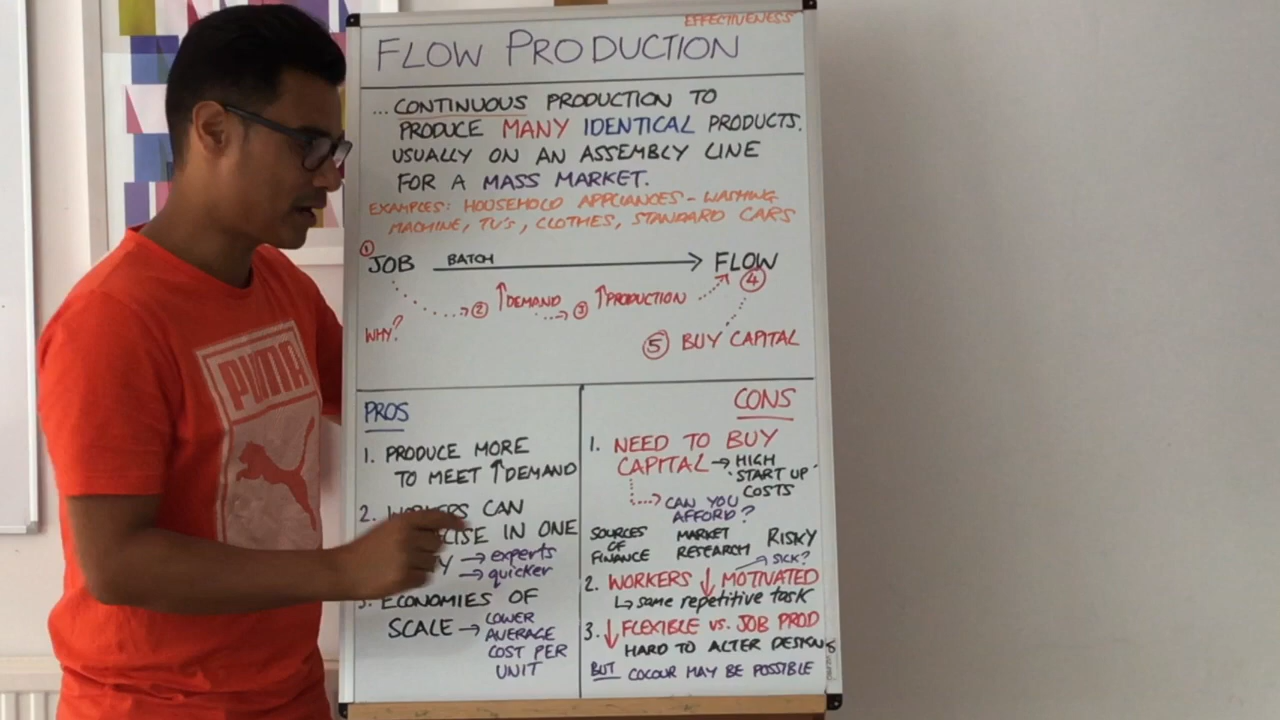 EFFECTIVENESS
FLOW PRODUCTION
... CONTINUOUS PRODUCTION TO
PRODUCE MANY IDENTICAL PRODUCTS.
USUALLY ON AN ASSEMBLY LINE
FOR A MASS MARKET.
EXAMPLES: HOUSEHOLD APPLIANCES - WASHING
MACHINE, TV'S, CLOTHES, STANDARD CARS
① JOB BATCH → FLOW ④
② ↑DEMAND ③ ↑PRODUCTION
WHY?
⑤ BUY CAPITAL
PROS
1. PRODUCE MORE
TO MEET ↑DEMAND
2. WORKERS CAN
IN ONE
→ experts
→ quicker
3. ECONOMIES OF
SCALE → LOWER
AVERAGE
COST PER
UNIT
CONS
1. NEED TO BUY
CAPITAL → HIGH
'START UP'
COSTS
→ CAN YOU
AFFORD?
SOURCES OF FINANCE
MARKET RESEARCH
RISKY
SICK?
2. WORKERS ↓ MOTIVATED
↳ same repetitive task
3. ↓ FLEXIBLE VS. JOB PROD
HARD TO ALTER DESIGNS
BUT COLOUR MAY BE POSSIBLE
PUMA